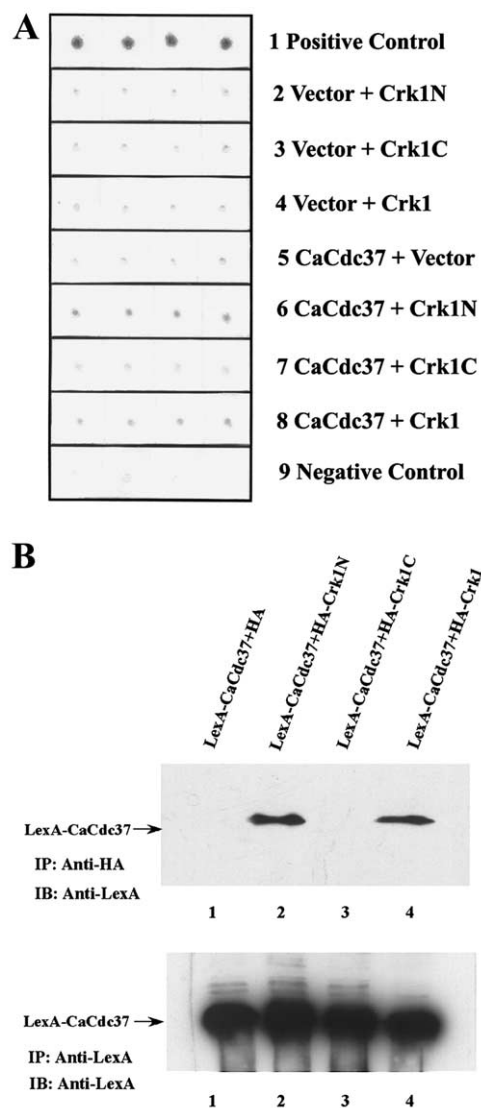 A
1 Positive Control
2 Vector + Crk1N
3 Vector + Crk1C
4 Vector + Crk1
5 CaCdc37 + Vector
6 CaCdc37 + Crk1N
7 CaCdc37 + Crk1C
8 CaCdc37 + Crk1
9 Negative Control
B
LexA-CaCdc37+HA
LexA-CaCdc37+HA-Crk1N
LexA-CaCdc37+HA-Crk1C
LexA-CaCdc37+HA-Crk1
LexA-CaCdc37
IP: Anti-HA
IB: Anti-LexA
1 2 3 4
LexA-CaCdc37
IP: Anti-LexA
IB: Anti-LexA
1 2 3 4